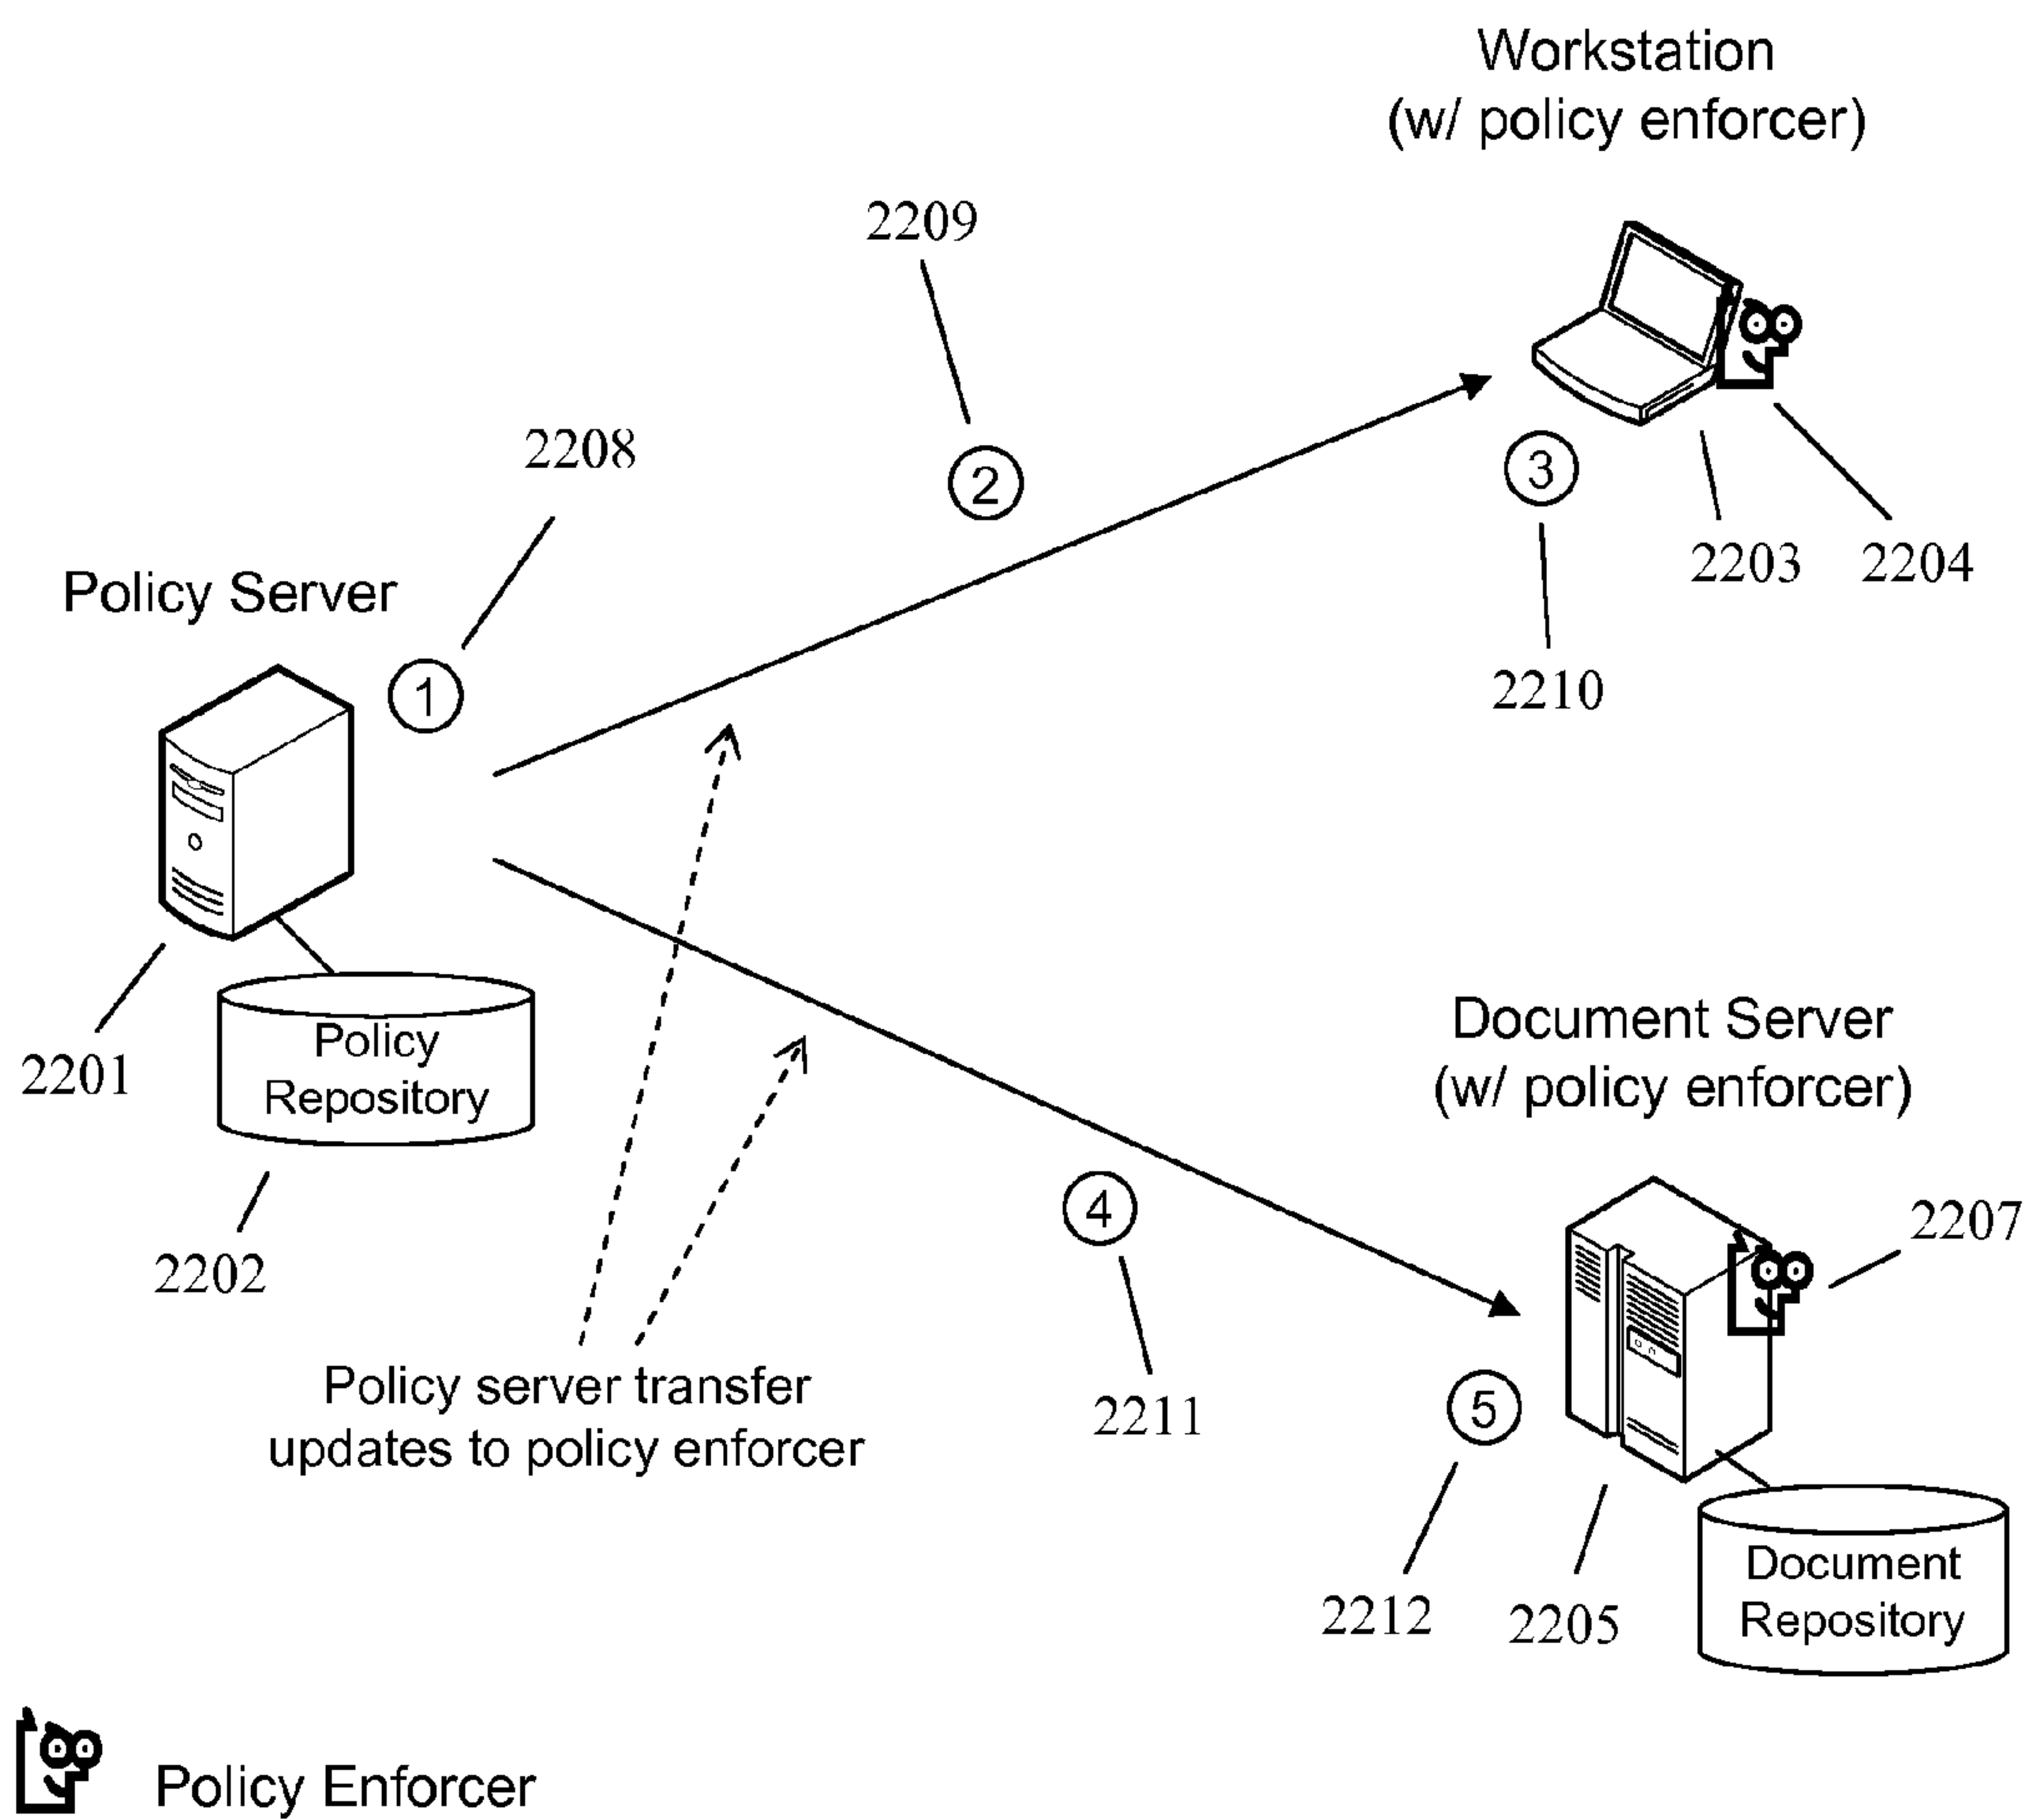 Workstation
(w/ policy enforcer)
2209
2208
2
3
2203
2204
Policy Server
2210
1
2201
Policy
Repository
2202
Document Server
(w/ policy enforcer)
4
2207
Policy server transfer
updates to policy enforcer
2211
5
2212
2205
Document
Repository
Policy Enforcer